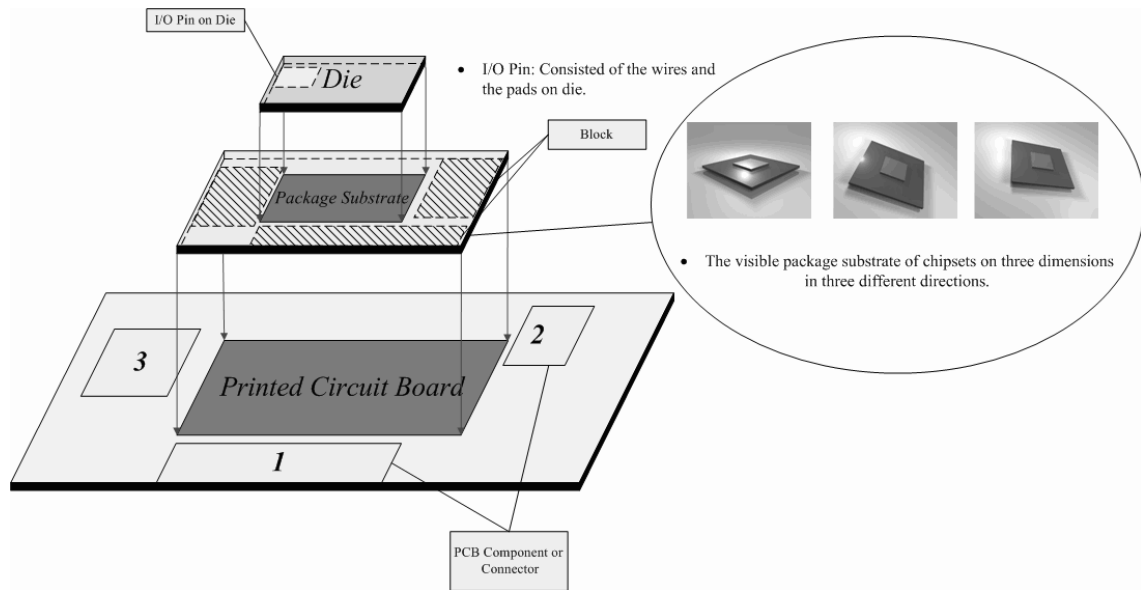 I/O Pin on Die
Die
• I/O Pin: Consisted of the wires and
the pads on die.
Block
Package Substrate
• The visible package substrate of chipsets on three dimensions
in three different directions.
2
3
Printed Circuit Board
1
PCB Component or
Connector